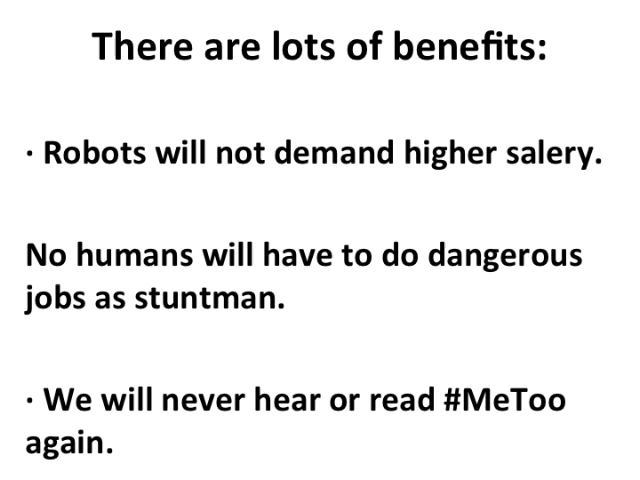 There are lots of benefits:
· Robots will not demand higher salery.
No humans will have to do dangerous
jobs as stuntman.
· We will never hear or read #MeToo
again.